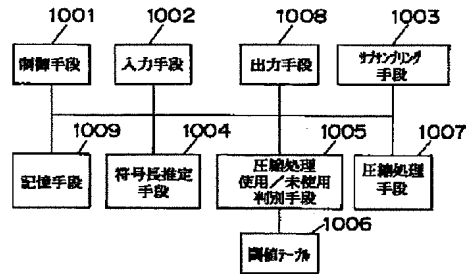 1001
1002
1008
1003
制御手段
入力手段
出力手段
サブサンプリング
手段
1009
1004
1005
1007
記憶手段
符号長推定
手段
圧縮処理
使用/未使用
判別手段
圧縮処理
手段
1006
閾値テーブル